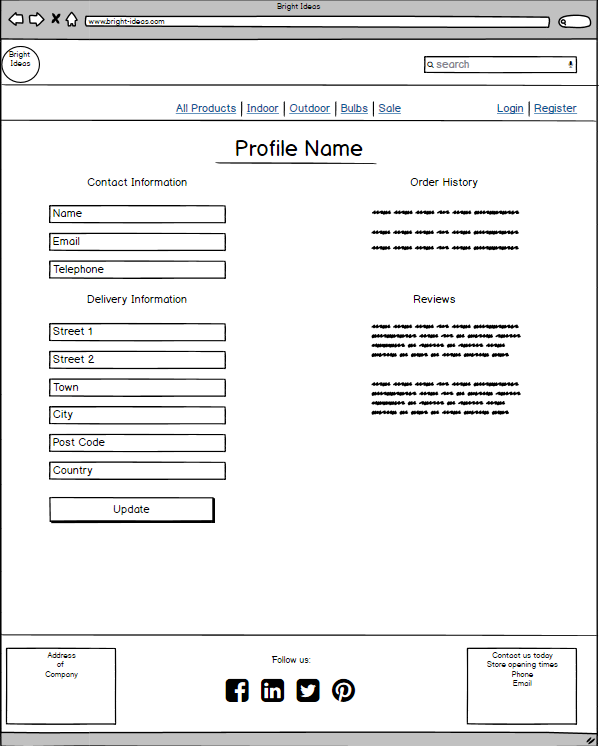 Bright Ideas
www.bright-ideas.com
Bright
Ideas
search
All Products | Indoor | Outdoor | Bulbs | Sale
Login | Register
Profile Name
Contact Information
Name
Email
Telephone
Delivery Information
Street 1
Street 2
Town
City
Post Code
Country
Update
Order History
Reviews
Address
of
Company
Follow us:
Contact us today
Store opening times
Phone
Email